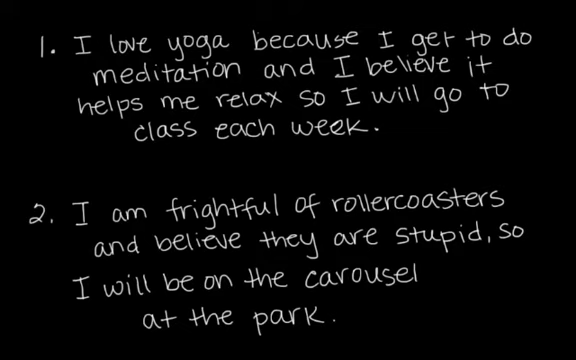 1. I love yoga because I get to do
meditation and I believe it
helps me relax so I will go to
class each week.
2. I am frightful of rollercoasters
and believe they are stupid, so
I will be on the carousel
at the park.